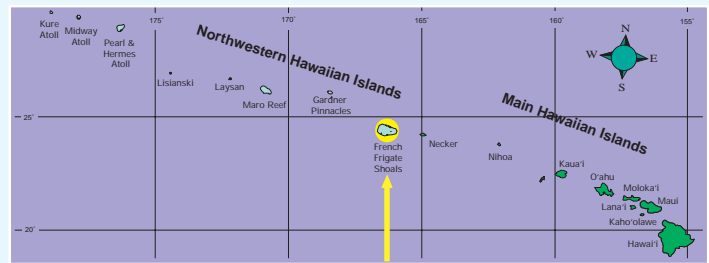 175°
170°
165°
160°
155°
Kure
Atoll
Midway
Atoll
Pearl &
Hermes
Atoll
Northwestern Hawaiian Islands
N
W
E
S
Lisianski
Laysan
Maro Reef
Gardner
Pinnacles
Main Hawaiian Islands
25°
French
Frigate
Shoals
Necker
Nihoa
Kaua'i
O'ahu
Moloka'i
Lana'i
Maui
Kaho'olawe
20°
Hawai'i